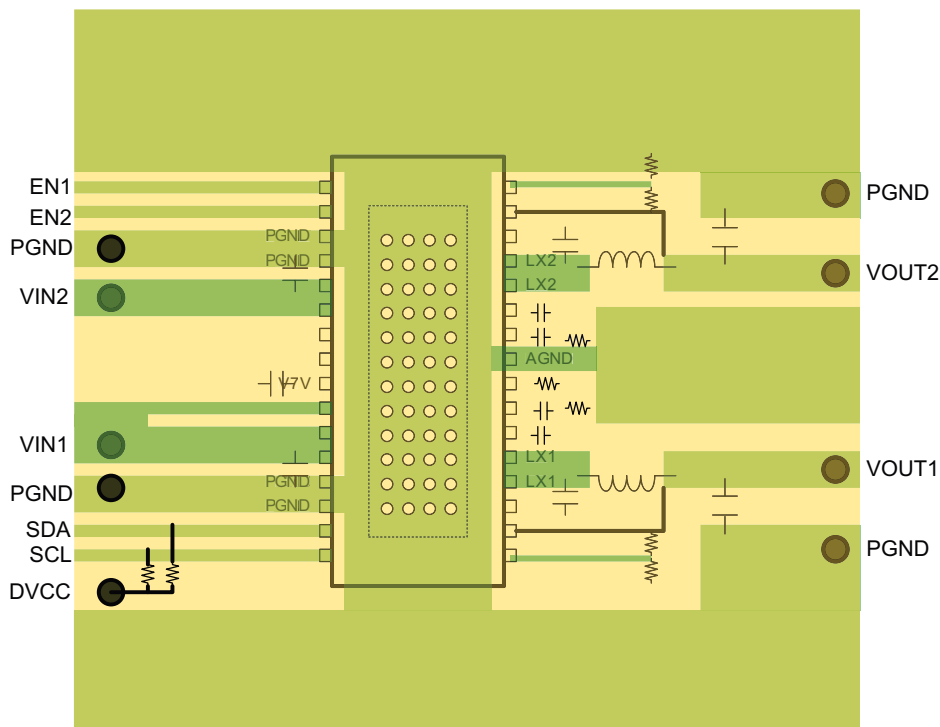 EN1
EN2
PGND
VIN2
VIN1
PGND
SDA
SCL
DVCC
PGND
PGND
V7V
PGND
PGND
LX2
LX2
AGND
LX1
LX1
PGND
VOUT2
VOUT1
PGND